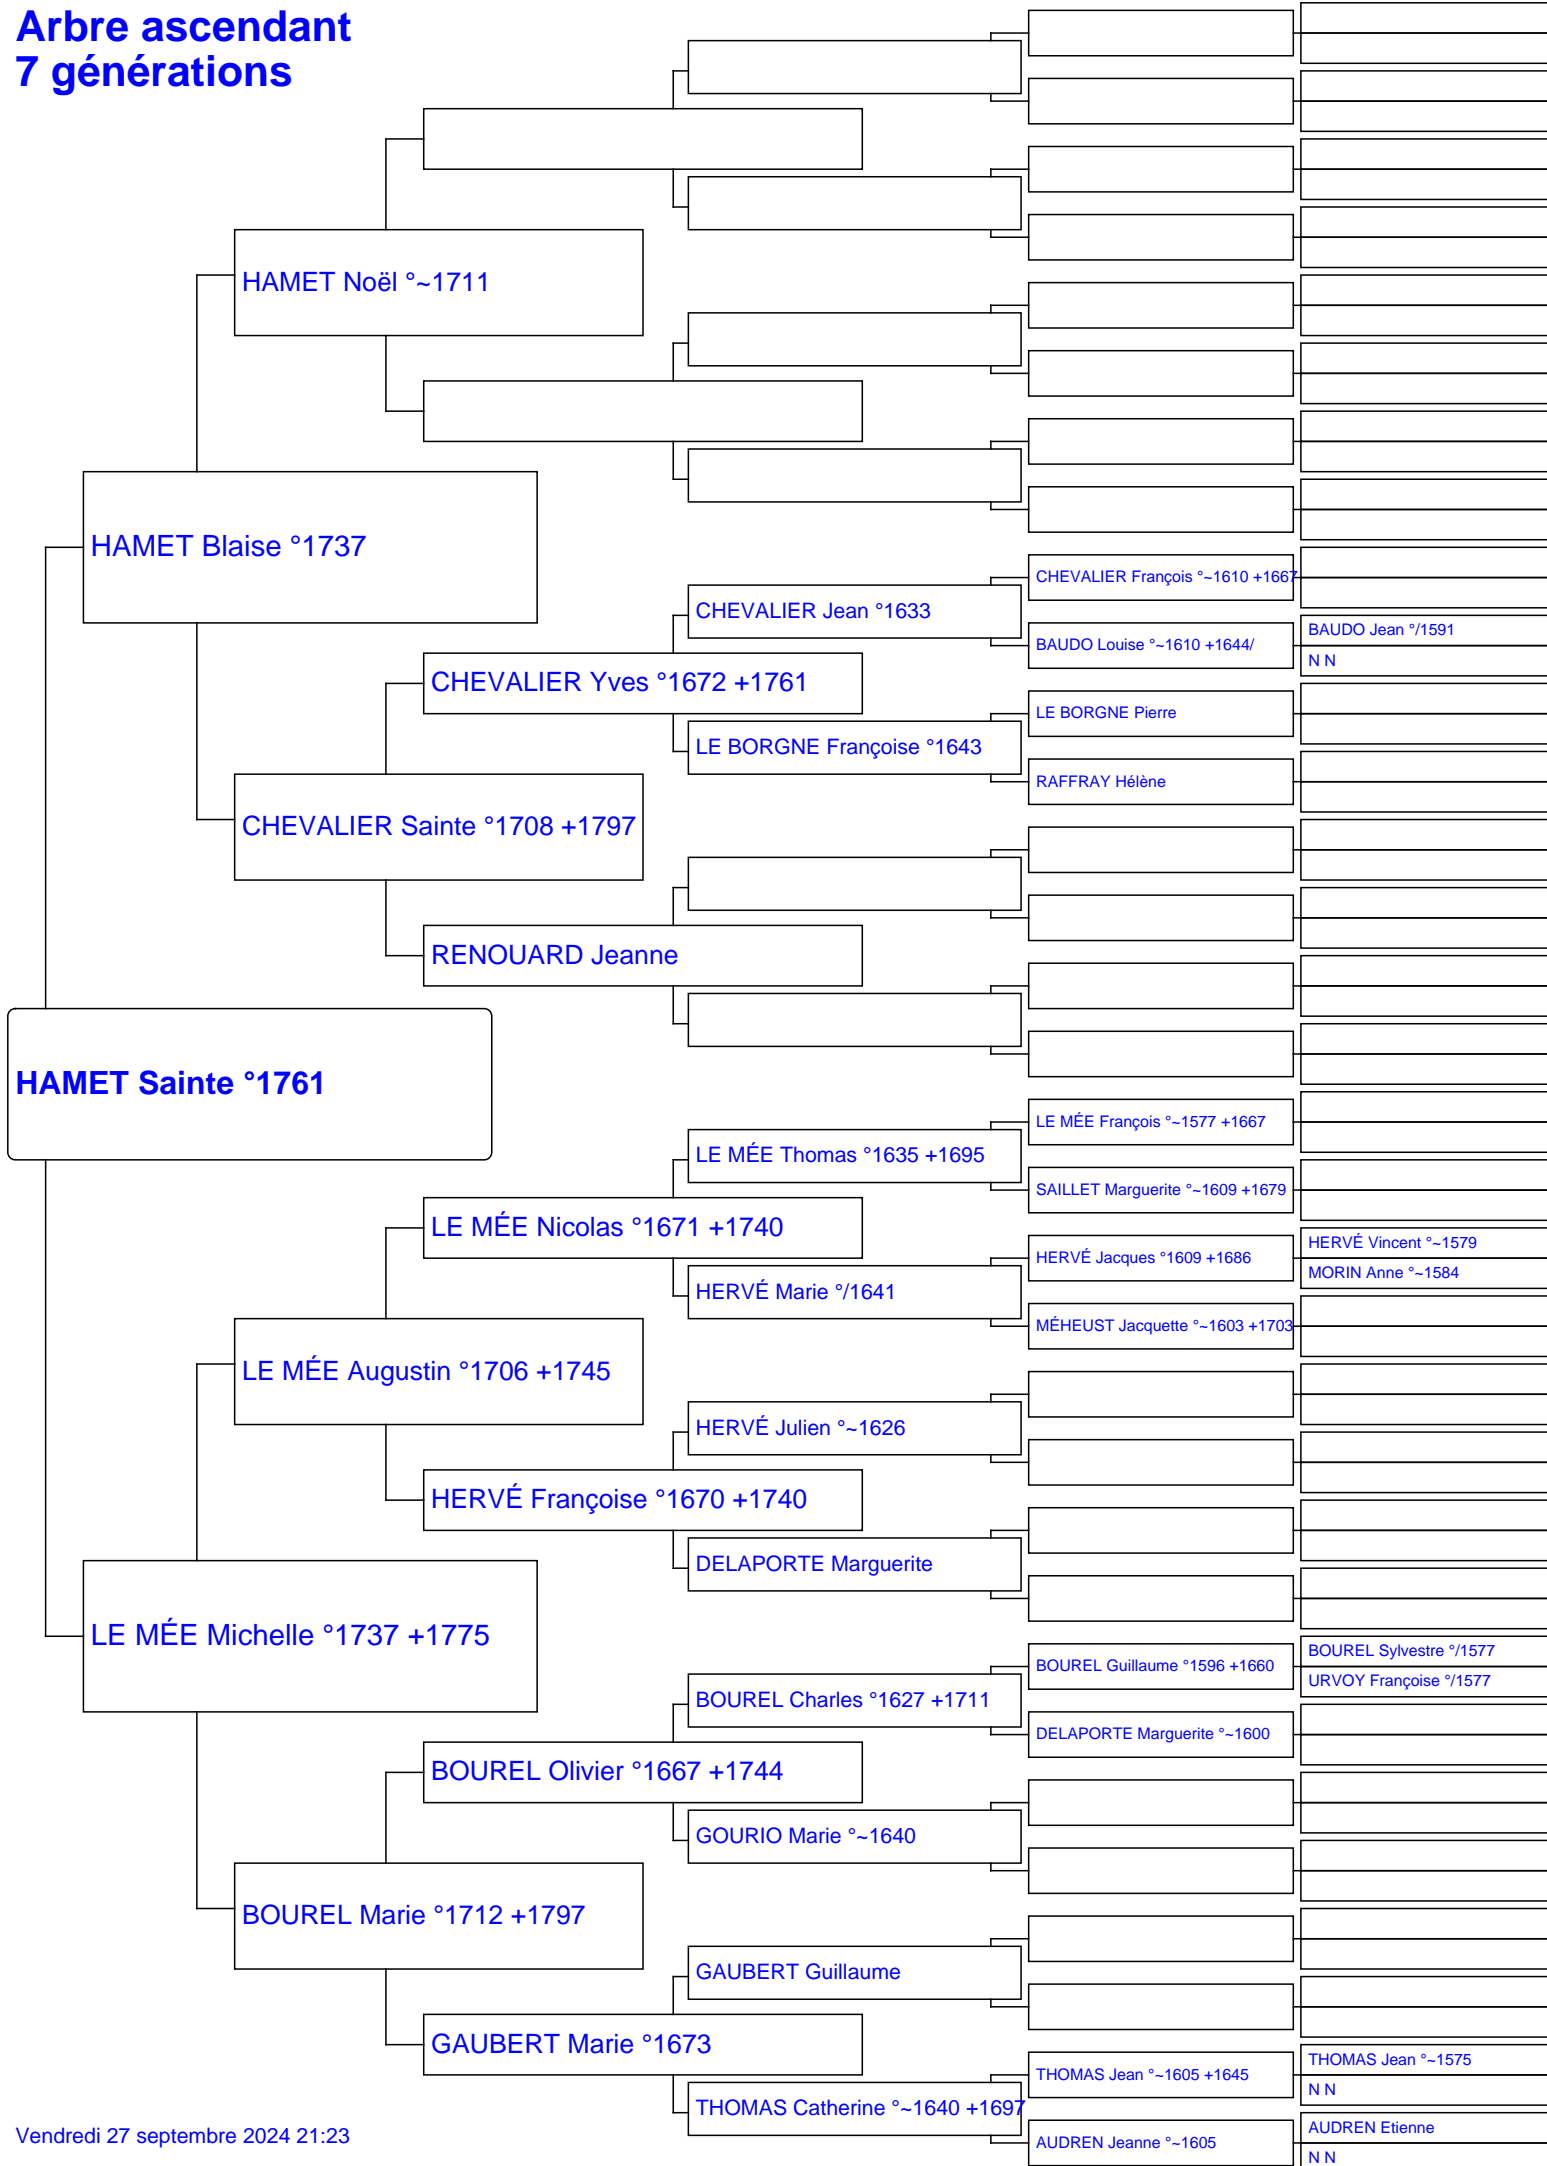 Arbre ascendant
7 générations
HAMET Noël °~1711
HAMET Blaise °1737
CHEVALIER François °~1610 +1667
CHEVALIER Jean °1633
BAUDO Jean °/1591
BAUDO Louise °~1610 +1644/
N N
CHEVALIER Yves °1672 +1761
LE BORGNE Pierre
LE BORGNE Françoise °1643
RAFFRAY Hélène
CHEVALIER Sainte °1708 +1797
RENOUARD Jeanne
HAMET Sainte °1761
LE MÉE François °~1577 +1667
LE MÉE Thomas °1635 +1695
SAILLET Marguerite °~1609 +1679
LE MÉE Nicolas °1671 +1740
HERVÉ Vincent °~1579
HERVÉ Jacques °1609 +1686
MORIN Anne °~1584
HERVÉ Marie °/1641
MÉHEUST Jacquette °~1603 +1703
LE MÉE Augustin °1706 +1745
HERVÉ Julien °~1626
HERVÉ Françoise °1670 +1740
DELAPORTE Marguerite
LE MÉE Michelle °1737 +1775
BOUREL Sylvestre °/1577
BOUREL Guillaume °1596 +1660
URVOY Françoise °/1577
BOUREL Charles °1627 +1711
DELAPORTE Marguerite °~1600
BOUREL Olivier °1667 +1744
GOURIO Marie °~1640
BOUREL Marie °1712 +1797
GAUBERT Guillaume
GAUBERT Marie °1673
THOMAS Jean °~1575
THOMAS Jean °~1605 +1645
N N
THOMAS Catherine °~1640 +1697
AUDREN Etienne
AUDREN Jeanne °~1605
N N
Vendredi 27 septembre 2024 21:23